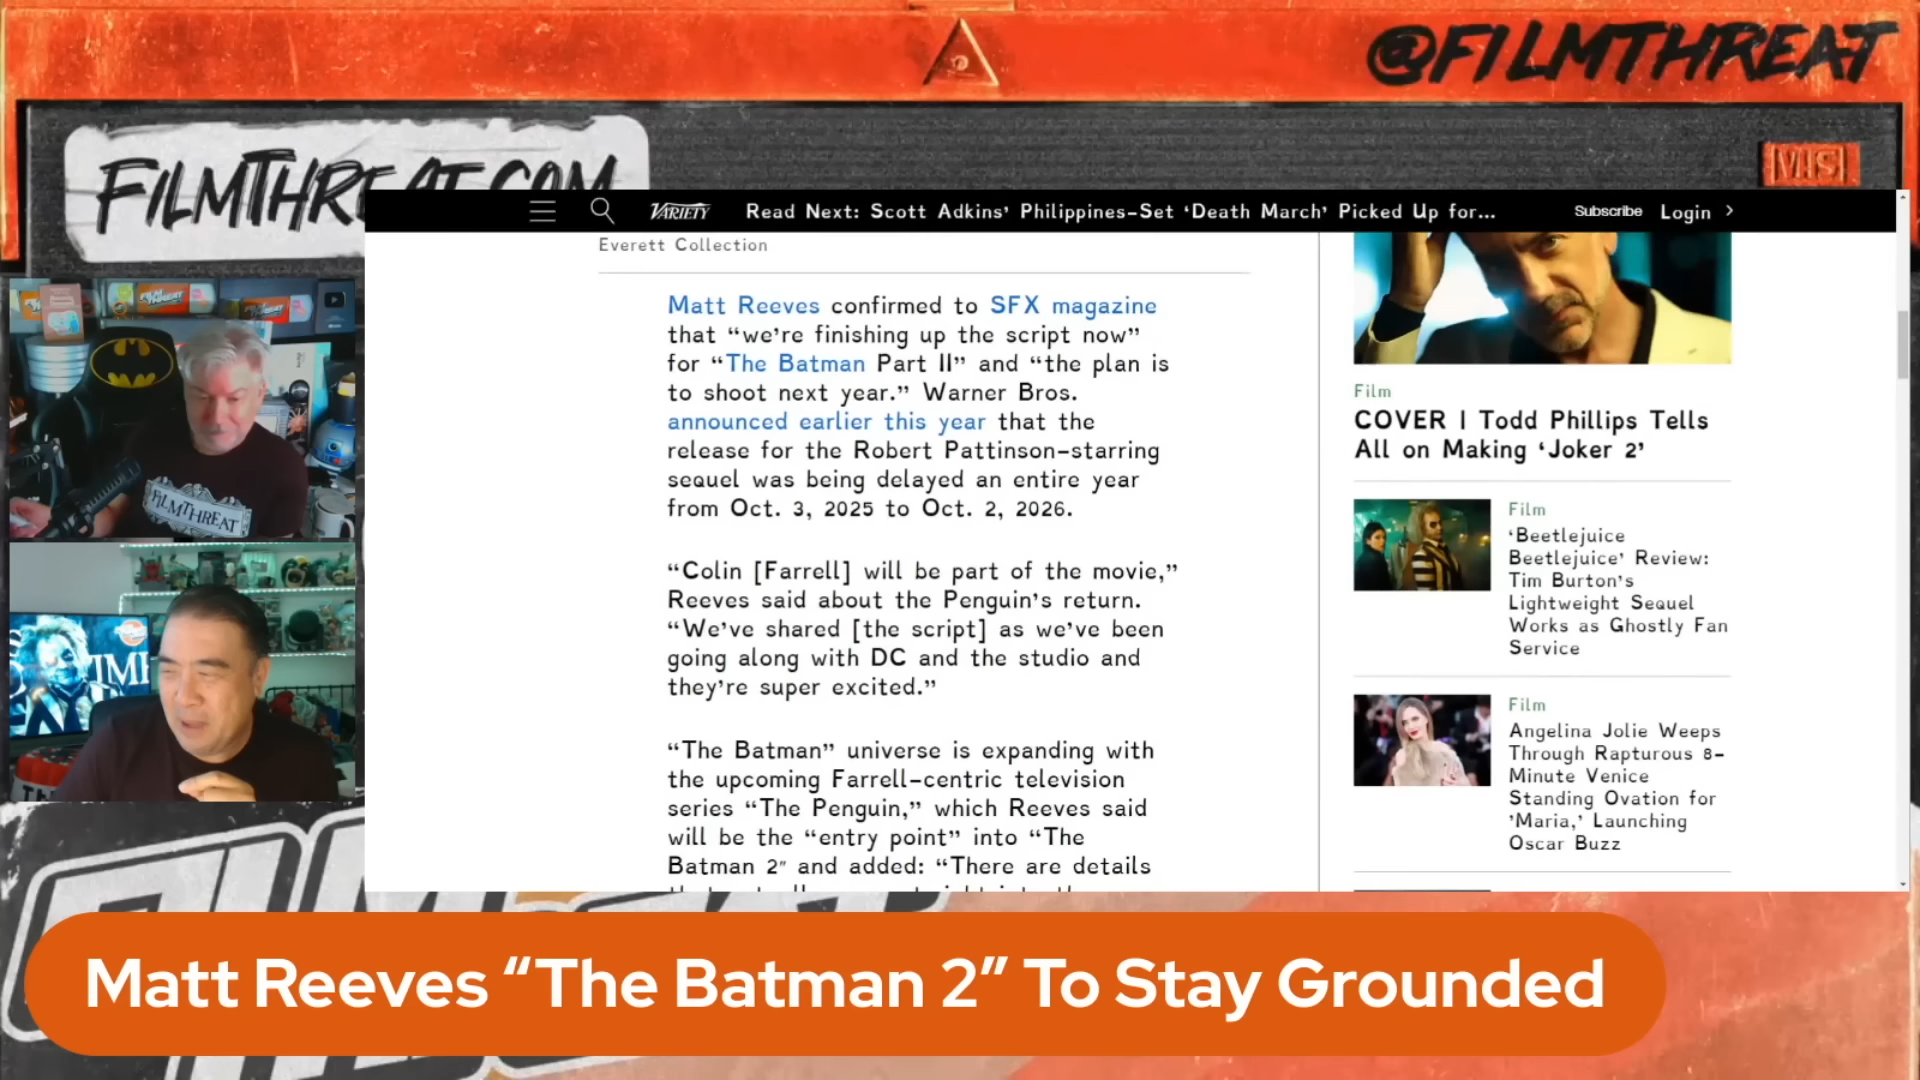 @FILMTHREAT
FILMTHREAT.COM
VHS
VARIETY
Read Next: Scott Adkins’ Philippines-Set ‘Death March’ Picked Up for...
Subscribe
Login
Everett Collection
Matt Reeves confirmed to SFX magazine
that “we’re finishing up the script now”
for “The Batman Part II” and “the plan is
to shoot next year.” Warner Bros.
announced earlier this year that the
release for the Robert Pattinson-starring
sequel was being delayed an entire year
from Oct. 3, 2025 to Oct. 2, 2026.
“Colin [Farrell] will be part of the movie,”
Reeves said about the Penguin’s return.
“We’ve shared [the script] as we’ve been
going along with DC and the studio and
they’re super excited.”
“The Batman” universe is expanding with
the upcoming Farrell-centric television
series “The Penguin,” which Reeves said
will be the “entry point” into “The
Batman 2” and added: “There are details
Film
COVER | Todd Phillips Tells
All on Making ‘Joker 2’
Film
‘Beetlejuice
Beetlejuice’ Review:
Tim Burton’s
Lightweight Sequel
Works as Ghostly Fan
Service
Film
Angelina Jolie Weeps
Through Rapturous 8-
Minute Venice
Standing Ovation for
’Maria,’ Launching
Oscar Buzz
FILM THREAT
FILMTHREAT
Matt Reeves “The Batman 2” To Stay Grounded